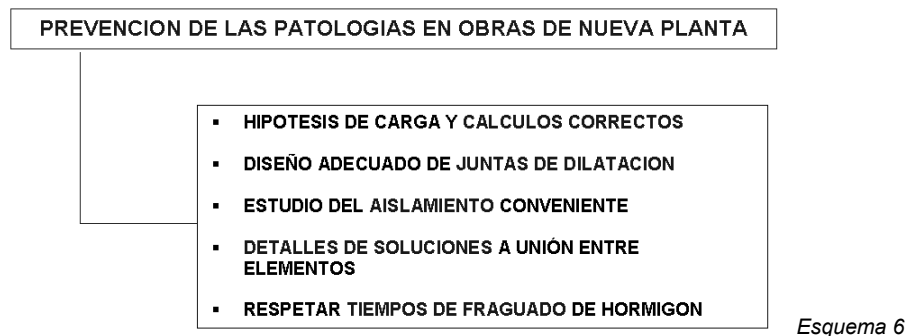 PREVENCION DE LAS PATOLOGIAS EN OBRAS DE NUEVA PLANTA
▪ HIPOTESIS DE CARGA Y CALCULOS CORRECTOS
▪ DISEÑO ADECUADO DE JUNTAS DE DILATACION
▪ ESTUDIO DEL AISLAMIENTO CONVENIENTE
▪ DETALLES DE SOLUCIONES A UNIÓN ENTRE
ELEMENTOS
▪ RESPETAR TIEMPOS DE FRAGUADO DE HORMIGON
Esquema 6